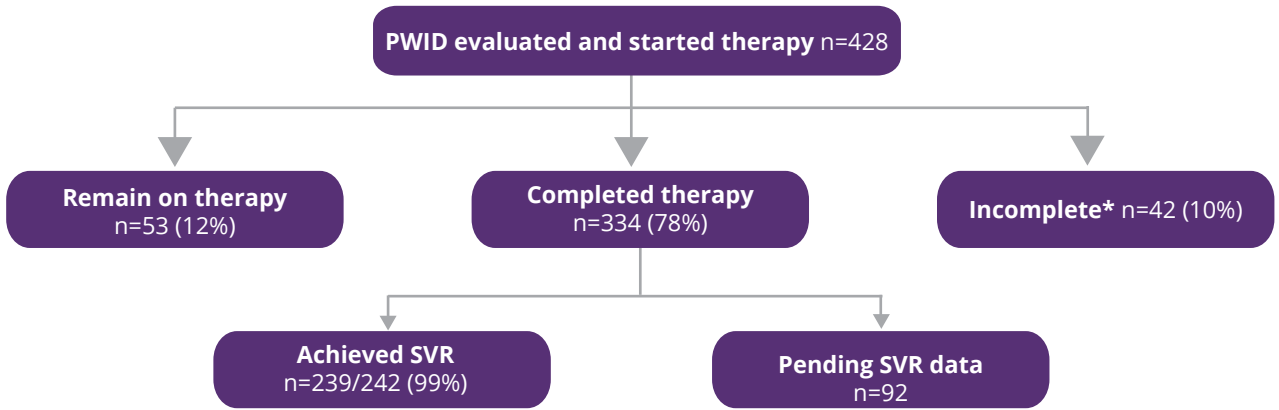 PWID evaluated and started therapy n=428
Remain on therapy
n=53 (12%)
Completed therapy
n=334 (78%)
Incomplete* n=42 (10%)
Achieved SVR
n=239/242 (99%)
Pending SVR data
n=92